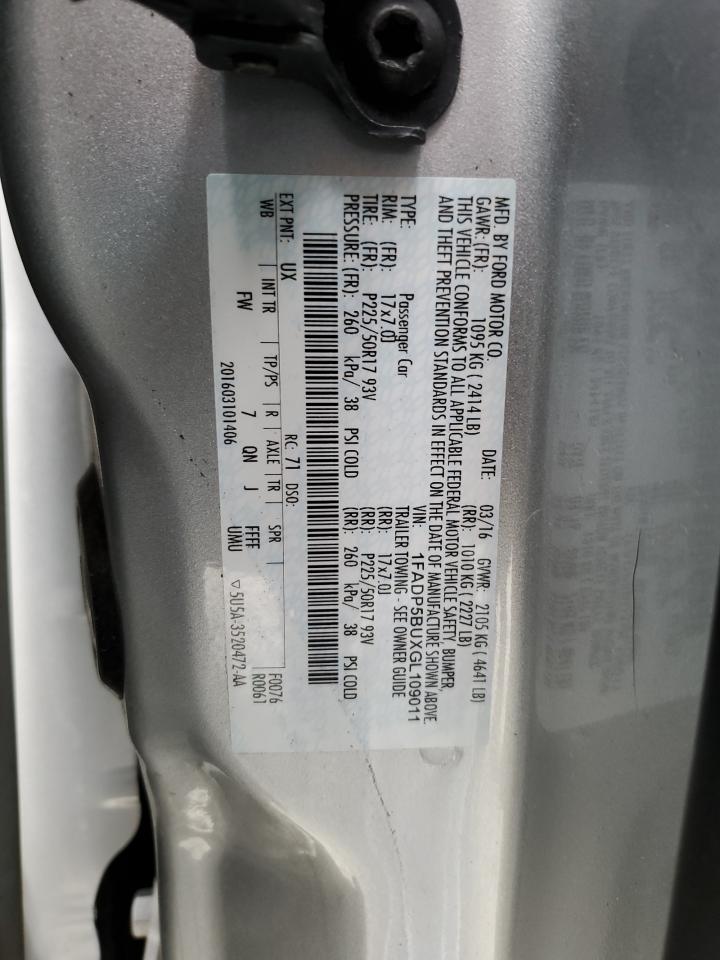 MFD. BY FORD MOTOR CO.
DATE: 03/16 GVWR: 2105 KG ( 4641 LB)
GAWR: (FR): 1095 KG ( 2414 LB) (RR): 1010 KG ( 2227 LB)
THIS VEHICLE CONFORMS TO ALL APPLICABLE FEDERAL MOTOR VEHICLE SAFETY, BUMPER,
AND THEFT PREVENTION STANDARDS IN EFFECT ON THE DATE OF MANUFACTURE SHOWN ABOVE.
VIN: 1FADP5BUXGL109011
TYPE: Passenger Car TRAILER TOWING - SEE OWNER GUIDE
RIM: (FR): 17x7.0J (RR): 17x7.0J
TIRE: (FR): P225/50R17 93V (RR): P225/50R17 93V
PRESSURE: (FR): 260 kPa/ 38 PSI COLD (RR): 260 kPa/ 38 PSI COLD
EXT PNT: UX RC: 71 DSO: F0076
WB INT TR TP/PS R AXLE TR SPR R0061
FW 7 QN J FFFF
UMU
201603101406 ▽5U5A-3520472-AA